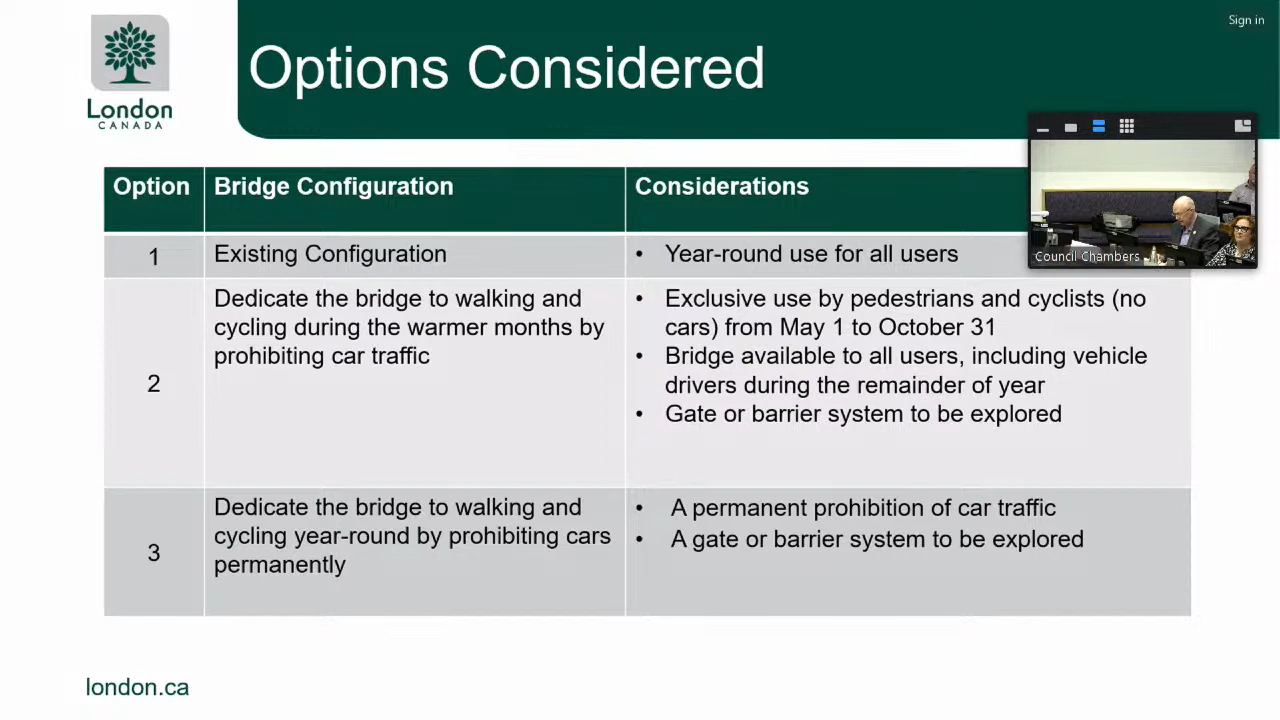 Sign in
London
CANADA
Options Considered
Council Chambers
Option
Bridge Configuration
Considerations
1
Existing Configuration
• Year-round use for all users
2
Dedicate the bridge to walking and
cycling during the warmer months by
prohibiting car traffic
• Exclusive use by pedestrians and cyclists (no
cars) from May 1 to October 31
• Bridge available to all users, including vehicle
drivers during the remainder of year
• Gate or barrier system to be explored
3
Dedicate the bridge to walking and
cycling year-round by prohibiting cars
permanently
• A permanent prohibition of car traffic
• A gate or barrier system to be explored
london.ca